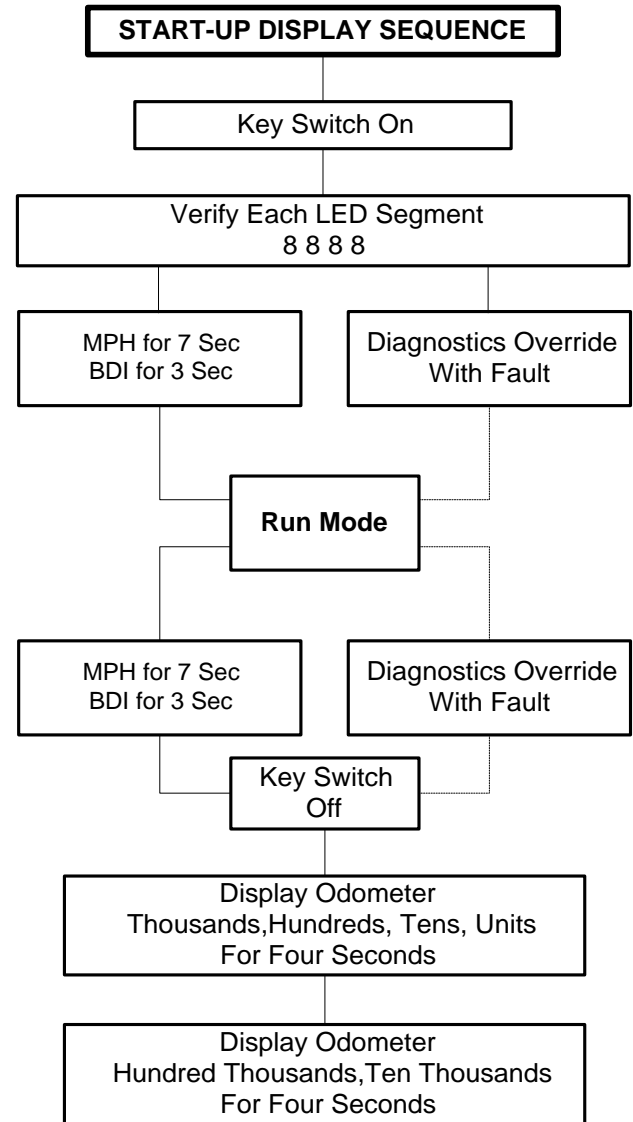 START-UP DISPLAY SEQUENCE
Key Switch On
Verify Each LED Segment
8 8 8 8
MPH for 7 Sec
BDI for 3 Sec
Diagnostics Override
With Fault
Run Mode
MPH for 7 Sec
BDI for 3 Sec
Diagnostics Override
With Fault
Key Switch
Off
Display Odometer
Thousands,Hundreds, Tens, Units
For Four Seconds
Display Odometer
Hundred Thousands,Ten Thousands
For Four Seconds